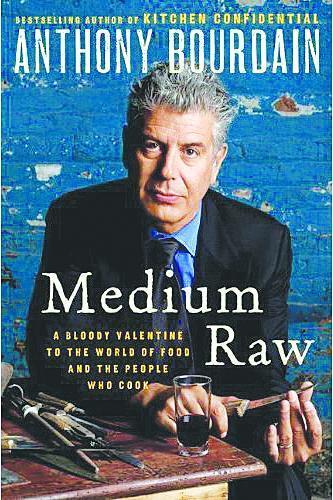 BESTSELLING AUTHOR OF KITCHEN CONFIDENTIAL
ANTHONY BOURDAIN
Medium
Raw
A BLOODY VALENTINE
TO THE WORLD OF FOOD
AND THE PEOPLE
WHO COOK